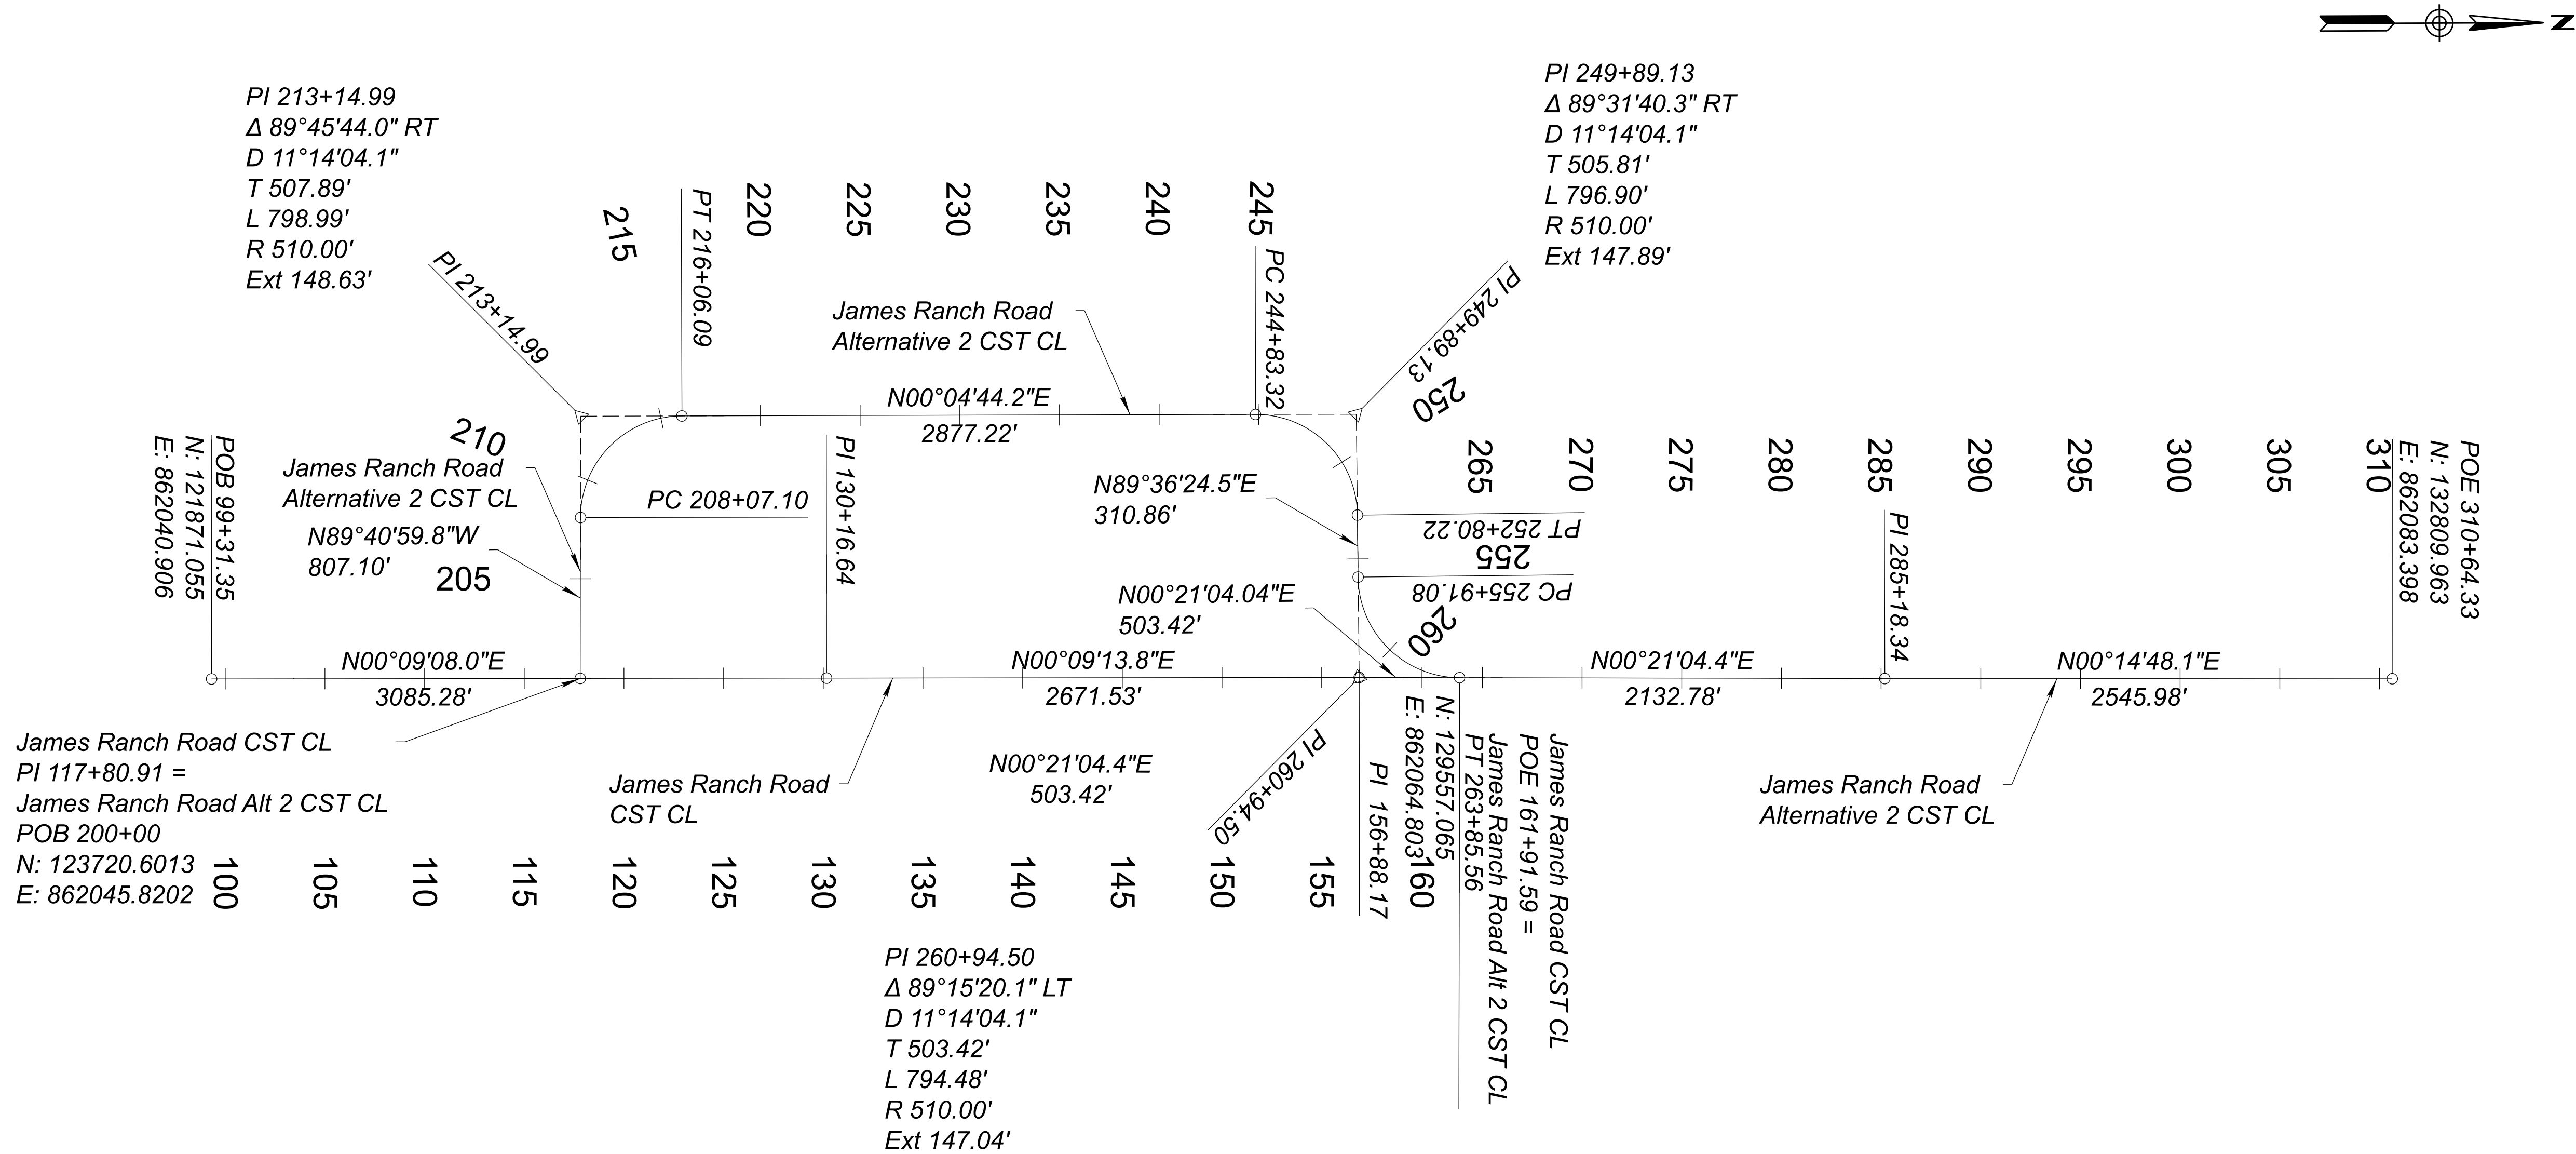 N
PI 213+14.99
Δ 89°45'44.0" RT
D 11°14'04.1"
T 507.89'
L 798.99'
R 510.00'
Ext 148.63'
PI 249+89.13
Δ 89°31'40.3" RT
D 11°14'04.1"
T 505.81'
L 796.90'
R 510.00'
Ext 147.89'
215
PT 216+06.09
220
225
230
235
240
245
PC 244+83.32
PI 213+14.99
PI 249+89.13
250
James Ranch Road
Alternative 2 CST CL
N00°04'44.2"E
2877.22'
210
James Ranch Road
Alternative 2 CST CL
N89°40'59.8"W
807.10'
205
PC 208+07.10
POB 99+31.35
N: 121871.055
E: 862040.906
PI 130+16.64
N89°36'24.5"E
310.86'
PT 252+80.22
255
PC 255+91.08
260
N00°21'04.04"E
503.42'
265
270
275
280
285
290
295
300
305
310
PI 285+18.34
POE 310+64.33
N: 132809.963
E: 862083.398
N00°09'08.0"E
3085.28'
N00°09'13.8"E
2671.53'
N00°21'04.4"E
2132.78'
N00°14'48.1"E
2545.98'
James Ranch Road CST CL
PI 117+80.91 =
James Ranch Road Alt 2 CST CL
POB 200+00
N: 123720.6013
E: 862045.8202
James Ranch Road
CST CL
N00°21'04.4"E
503.42'
PI 260+94.50
PI 156+88.17
James Ranch Road CST CL
POE 161+91.59 =
James Ranch Road Alt 2 CST CL
PT 263+85.56
N: 129557.065
E: 862064.803
James Ranch Road
Alternative 2 CST CL
100
105
110
115
120
125
130
135
140
145
150
155
160
PI 260+94.50
Δ 89°15'20.1" LT
D 11°14'04.1"
T 503.42'
L 794.48'
R 510.00'
Ext 147.04'